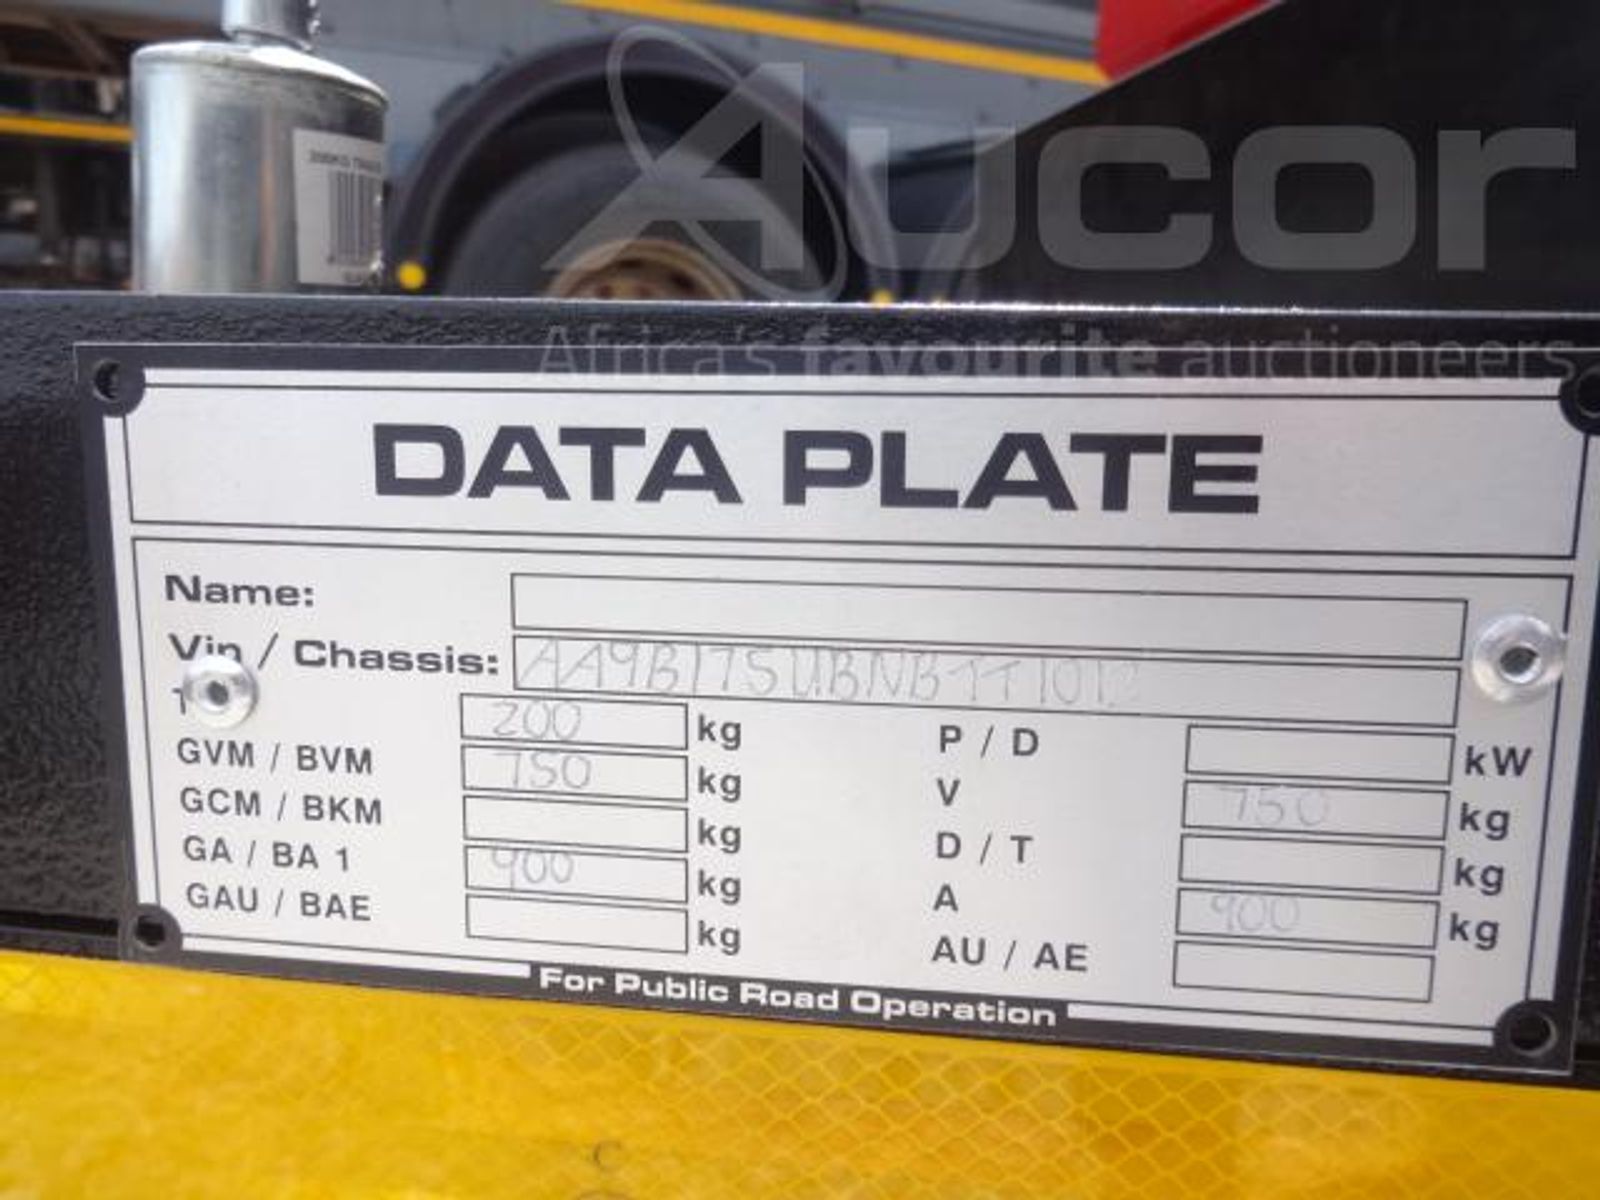 Aucor
Africa's favourite auctioneers
DATA PLATE
Name:
Vin / Chassis:
T 200 kg P / D kW
GVM / BVM 750 kg V 750 kg
GCM / BKM kg D / T kg
GA / BA 1 900 kg A 900 kg
GAU / BAE kg AU / AE
For Public Road Operation